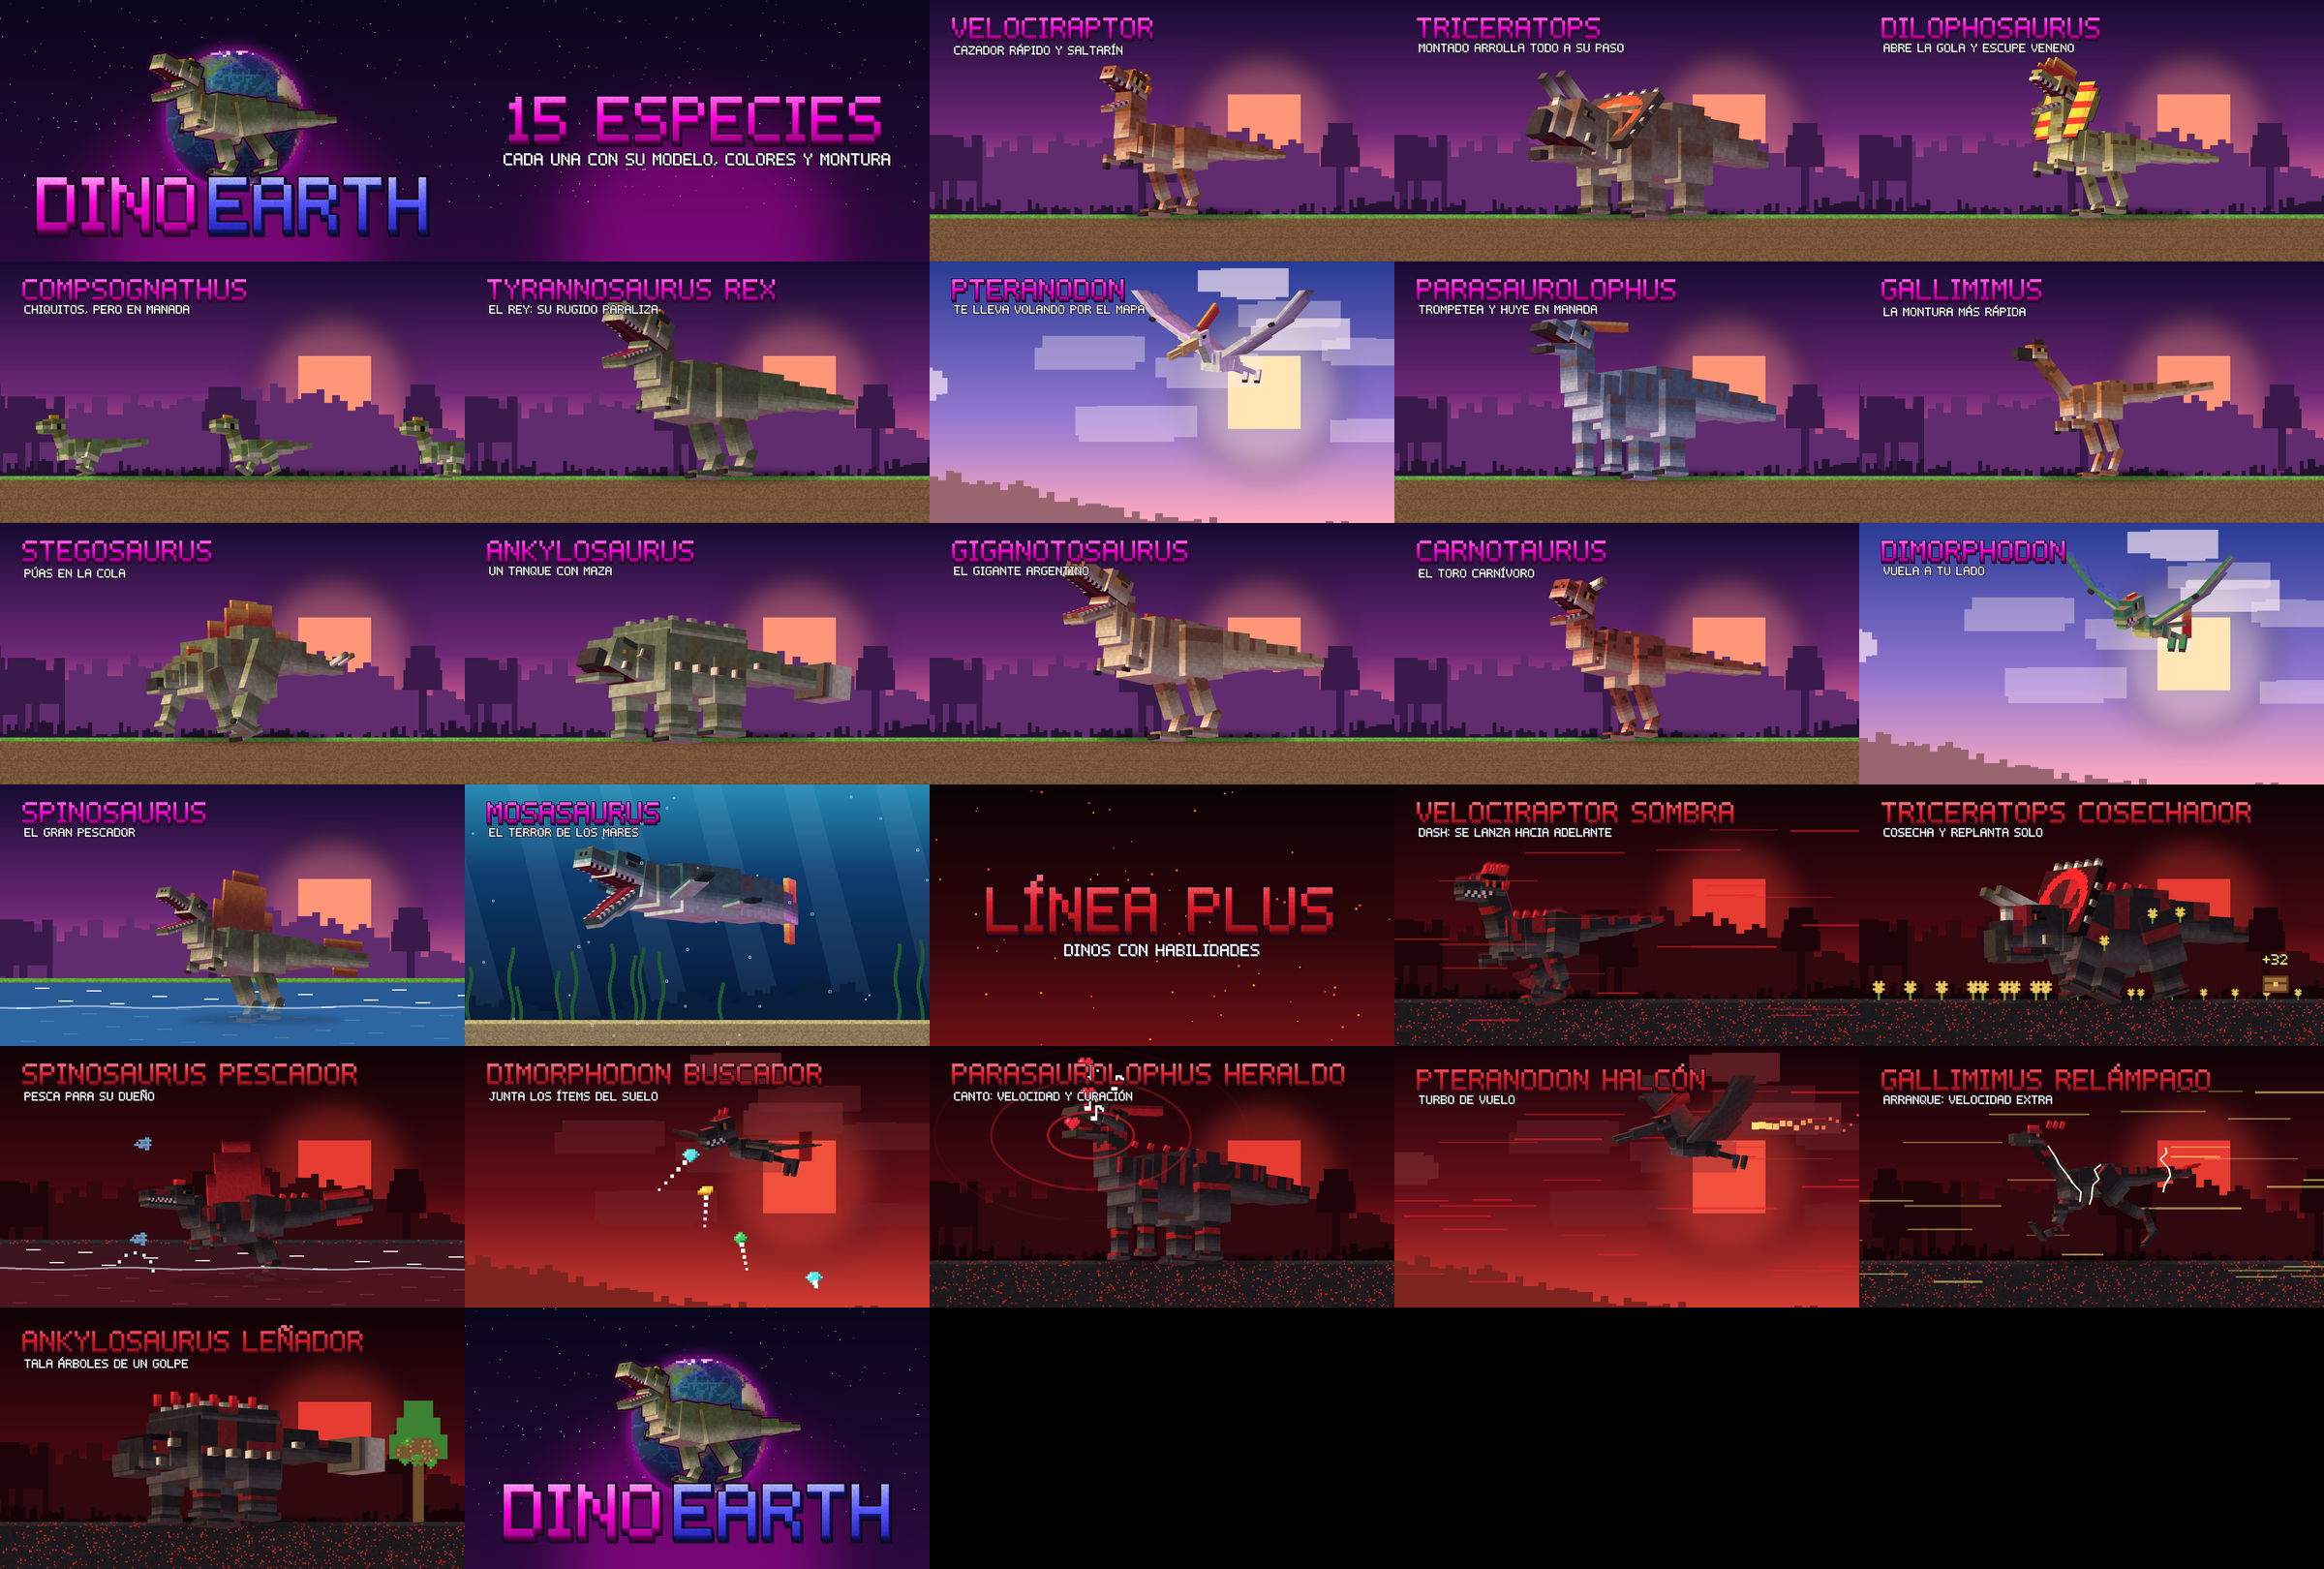 DINOEARTH
15 ESPECIES
CADA UNA CON SU MODELO, COLORES Y MONTURA
VELOCIRAPTOR
CAZADOR RÁPIDO Y SALTARÍN
TRICERATOPS
MONTADO ARROLLA TODO A SU PASO
DILOPHOSAURUS
ABRE LA GOLA Y ESCUPE VENENO
COMPSOGNATHUS
CHIQUITOS, PERO EN MANADA
TYRANNOSAURUS REX
EL REY: SU RUGIDO PARALIZA
PTERANODON
TE LLEVA VOLANDO POR EL MAPA
PARASAUROLOPHUS
TROMPETEA Y HUYE EN MANADA
GALLIMIMUS
LA MONTURA MÁS RÁPIDA
STEGOSAURUS
PÚAS EN LA COLA
ANKYLOSAURUS
UN TANQUE CON MAZA
GIGANOTOSAURUS
EL GIGANTE ARGENTINO
CARNOTAURUS
EL TORO CARNÍVORO
DIMORPHODON
VUELA A TU LADO
SPINOSAURUS
EL GRAN PESCADOR
MOSASAURUS
EL TERROR DE LOS MARES
LÍNEA PLUS
DINOS CON HABILIDADES
VELOCIRAPTOR SOMBRA
DASH: SE LANZA HACIA ADELANTE
TRICERATOPS COSECHADOR
COSECHA Y REPLANTA SOLO
+32
SPINOSAURUS PESCADOR
PESCA PARA SU DUEÑO
DIMORPHODON BUSCADOR
JUNTA LOS ÍTEMS DEL SUELO
PARASAUROLOPHUS HERALDO
CANTO: VELOCIDAD Y CURACIÓN
PTERANODON HALCÓN
TURBO DE VUELO
GALLIMIMUS RELÁMPAGO
ARRANQUE: VELOCIDAD EXTRA
ANKYLOSAURUS LEÑADOR
TALA ÁRBOLES DE UN GOLPE
DINOEARTH